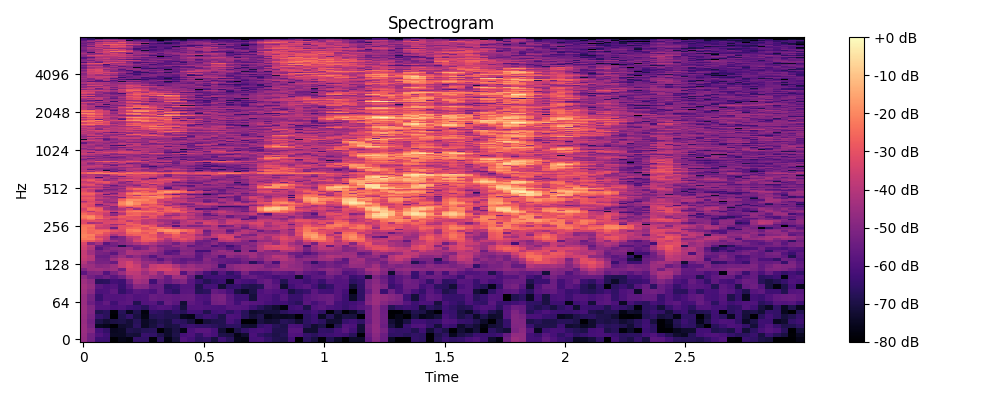 Spectrogram
Hz
4096
2048
1024
512
256
128
64
0
0
0.5
1
1.5
2
2.5
Time
+0 dB
-10 dB
-20 dB
-30 dB
-40 dB
-50 dB
-60 dB
-70 dB
-80 dB